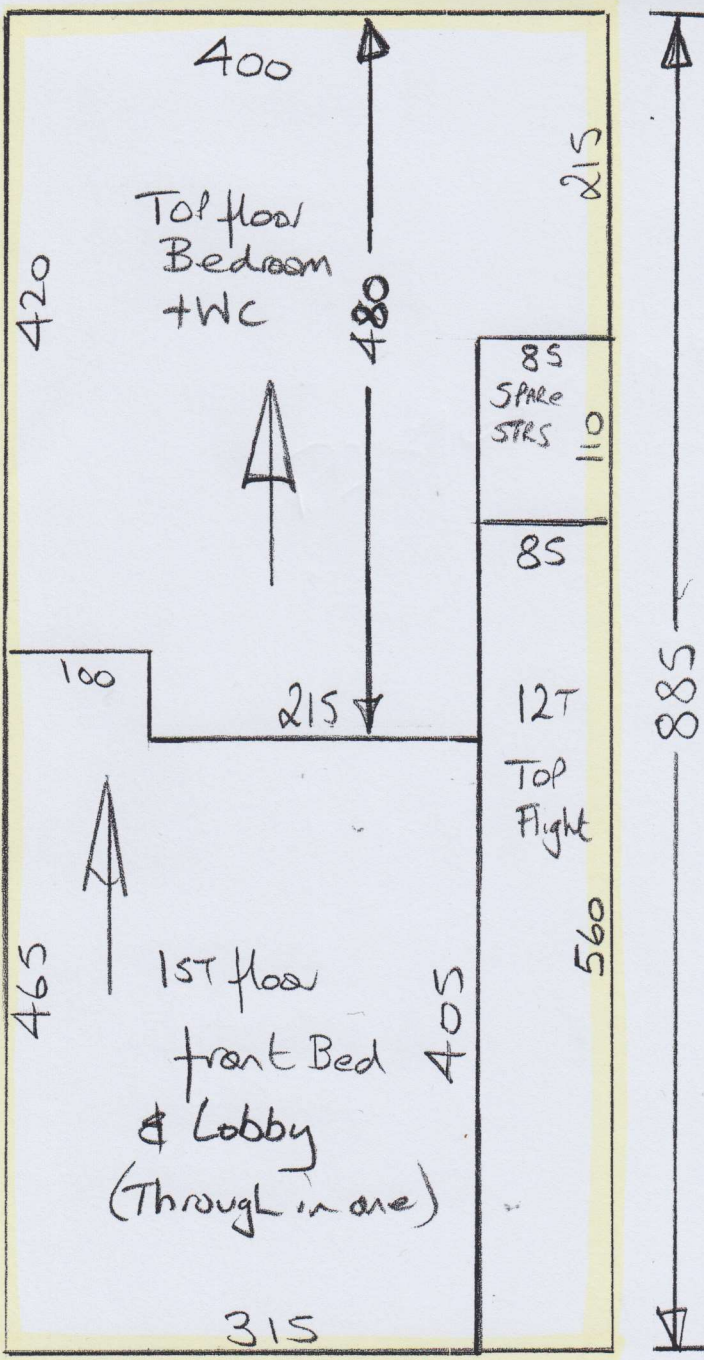 400
215
Top floor
Bedroom
+WC
420
480
85
SPARe
STRS
110
85
100
215
12T
Top
Flight
885
560
465
1ST floor
front Bed
& Lobby
(Through in one)
405
315